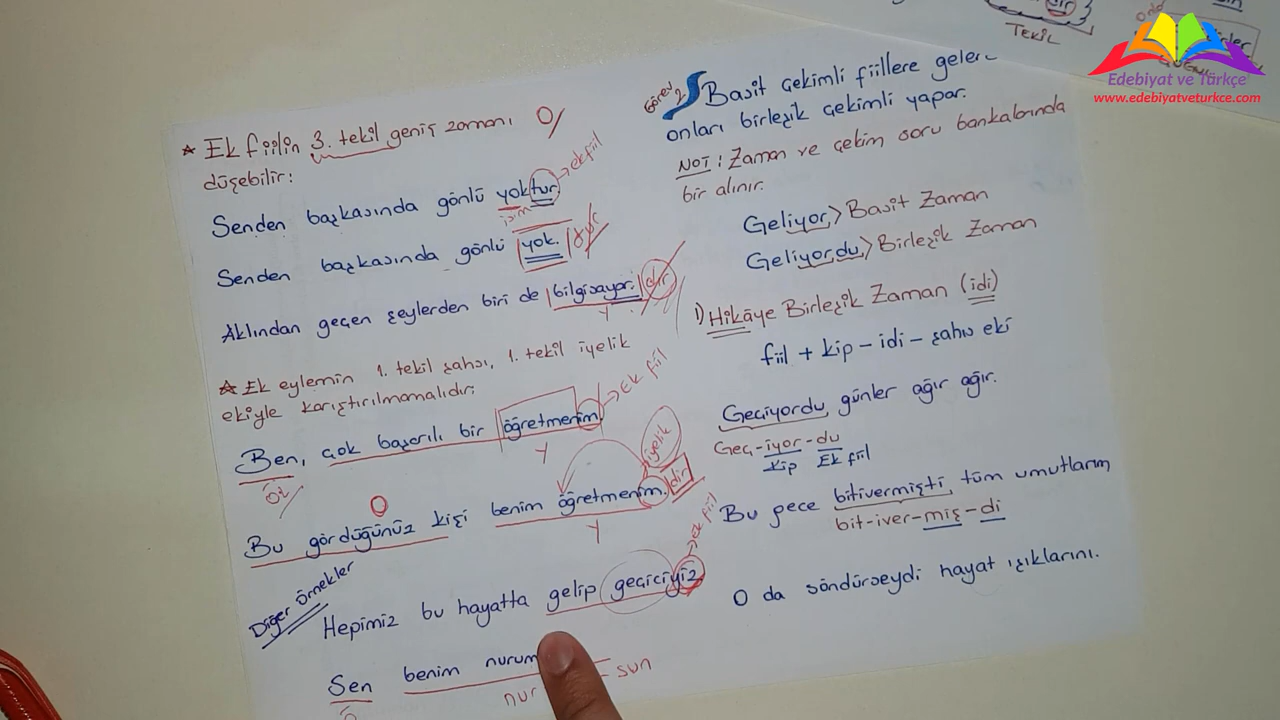 TEKİL
Edebiyat ve Türkçe
www.edebiyatveturkce.com
★ Ek fiilin 3. tekil geniş zamanı O/
düşebilir:
Senden başkasında gönlü yoktur → ek fiil
isim
Senden başkasında gönlü yok. tur
Aklından geçen şeylerden biri de bilgisayar. dır
Y
★ Ek eylemin 1. tekil şahsı, 1. tekil iyelik
ekiyle karıştırılmamalıdır;
Ben, çok başarılı bir öğretmenim → Ek fiil
Öz Y
iyelik
O
Bu gördüğünüz kişi benim öğretmenim. dir
Y
Diğer Örnekler
Hepimiz bu hayatta gelip geçiciyiz → ek fiil
Sen benim nurum
Ö nur sun
Görev 2
Basit çekimli fiillere gelere
onları birleşik çekimli yapar.
NOT: Zaman ve çekim soru bankalarında
bir alınır.
Geliyor > Basit Zaman
Geliyordu > Birleşik Zaman
1) Hikâye Birleşik Zaman (idi)
fiil + kip – idi – şahıs eki
Geçiyordu, günler ağır ağır.
Geç-iyor-du
kip Ek fiil
Bu gece bitivermişti, tüm umutlarım
bit-iver-miş-di
O da söndürseydi hayat ışıklarını.